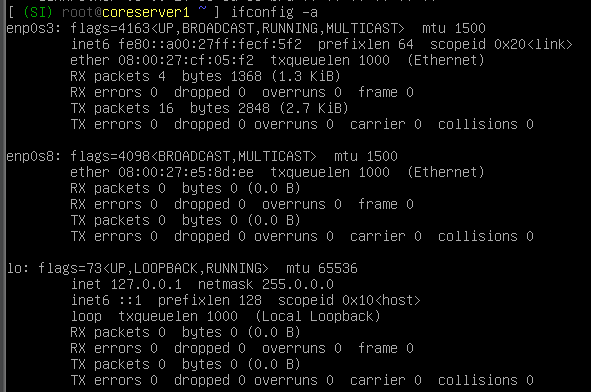 [ (SI) root@coreserver1 ~ ] ifconfig -a
enp0s3: flags=4163<UP,BROADCAST,RUNNING,MULTICAST>  mtu 1500
        inet6 fe80::a00:27ff:fecf:5f2  prefixlen 64  scopeid 0x20<link>
        ether 08:00:27:cf:05:f2  txqueuelen 1000  (Ethernet)
        RX packets 4  bytes 1368 (1.3 KiB)
        RX errors 0  dropped 0  overruns 0  frame 0
        TX packets 16  bytes 2848 (2.7 KiB)
        TX errors 0  dropped 0 overruns 0  carrier 0  collisions 0
enp0s8: flags=4098<BROADCAST,MULTICAST>  mtu 1500
        ether 08:00:27:e5:8d:ee  txqueuelen 1000  (Ethernet)
        RX packets 0  bytes 0 (0.0 B)
        RX errors 0  dropped 0  overruns 0  frame 0
        TX packets 0  bytes 0 (0.0 B)
        TX errors 0  dropped 0 overruns 0  carrier 0  collisions 0
lo: flags=73<UP,LOOPBACK,RUNNING>  mtu 65536
        inet 127.0.0.1  netmask 255.0.0.0
        inet6 ::1  prefixlen 128  scopeid 0x10<host>
        loop  txqueuelen 1000  (Local Loopback)
        RX packets 0  bytes 0 (0.0 B)
        RX errors 0  dropped 0  overruns 0  frame 0
        TX packets 0  bytes 0 (0.0 B)
        TX errors 0  dropped 0 overruns 0  carrier 0  collisions 0